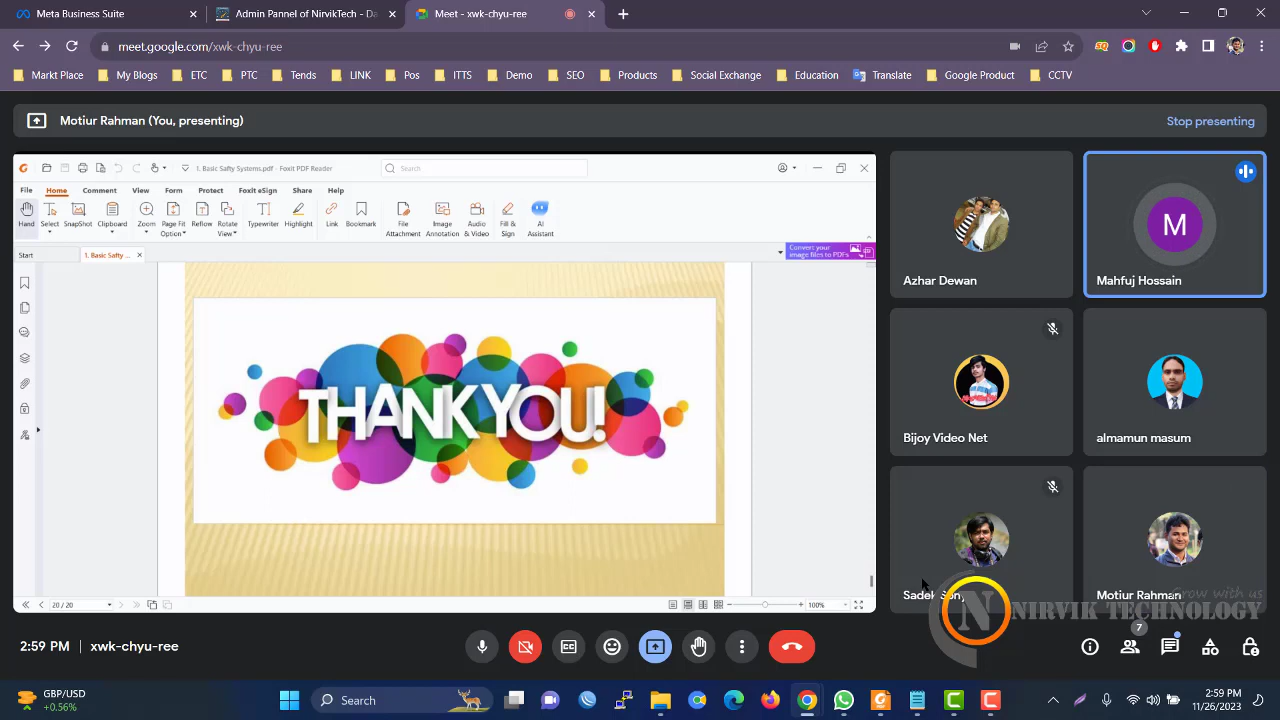 Meta Business Suite
Admin Panel of NirvikTech - De
Meet - xwk-chyu-ree
meet.google.com/xwk-chyu-ree
Markt Place
My Blogs
ETC
PTC
Tends
LINK
Pos
ITTS
Demo
SEO
Products
Social Exchange
Education
Translate
Google Product
CCTV
Motiur Rahman (You, presenting)
Stop presenting
1. Basic Safty Systems.pdf - Foxit PDF Reader
Search
File
Home
Comment
View
Form
Protect
Foxit eSign
Share
Help
Hand
Select
SnapShot
Clipboard
Zoom
Page Fit Option
Reflow
Rotate View
Typewriter
Highlight
Link
Bookmark
File Attachment
Image Annotation
Audio & Video
Fill & Sign
AI Assistant
Start
1. Basic Safty ...
Convert your
image files to PDFs
THANK YOU!
20 / 20
100%
Azhar Dewan
M
Mahfuj Hossain
Bijoy Video Net
almamun masum
Motiur Rahman
N
NIRVIK TECHNOLOGY
2:59 PM | xwk-chyu-ree
7
GBP/USD
+0.56%
Search
2:59 PM
11/26/2023